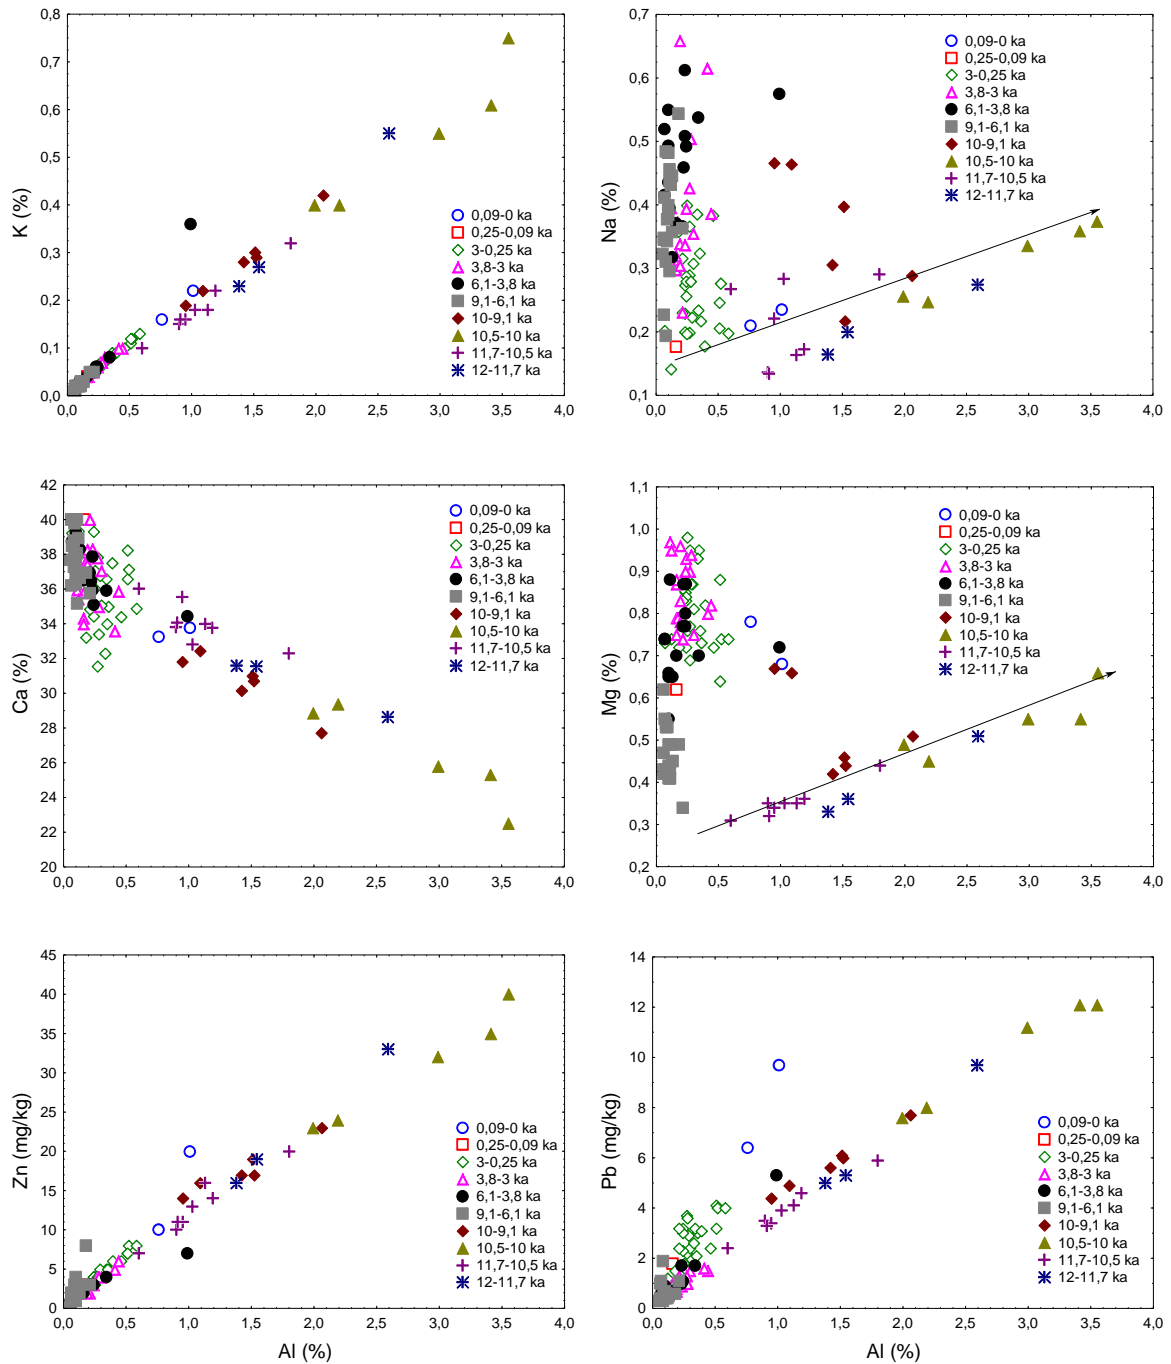 0,8
0,7
0,6
0,5
0,4
0,3
0,2
0,1
0,0
K (%)
0,09-0 ka
0,25-0,09 ka
3-0,25 ka
3,8-3 ka
6,1-3,8 ka
9,1-6,1 ka
10-9,1 ka
10,5-10 ka
11,7-10,5 ka
12-11,7 ka
0,0 0,5 1,0 1,5 2,0 2,5 3,0 3,5 4,0
0,7
0,6
0,5
0,4
0,3
0,2
0,1
Na (%)
0,09-0 ka
0,25-0,09 ka
3-0,25 ka
3,8-3 ka
6,1-3,8 ka
9,1-6,1 ka
10-9,1 ka
10,5-10 ka
11,7-10,5 ka
12-11,7 ka
0,0 0,5 1,0 1,5 2,0 2,5 3,0 3,5 4,0
42
40
38
36
34
32
30
28
26
24
22
20
Ca (%)
0,09-0 ka
0,25-0,09 ka
3-0,25 ka
3,8-3 ka
6,1-3,8 ka
9,1-6,1 ka
10-9,1 ka
10,5-10 ka
11,7-10,5 ka
12-11,7 ka
0,0 0,5 1,0 1,5 2,0 2,5 3,0 3,5 4,0
1,1
1,0
0,9
0,8
0,7
0,6
0,5
0,4
0,3
0,2
Mg (%)
0,09-0 ka
0,25-0,09 ka
3-0,25 ka
3,8-3 ka
6,1-3,8 ka
9,1-6,1 ka
10-9,1 ka
10,5-10 ka
11,7-10,5 ka
12-11,7 ka
0,0 0,5 1,0 1,5 2,0 2,5 3,0 3,5 4,0
45
40
35
30
25
20
15
10
5
0
Zn (mg/kg)
0,09-0 ka
0,25-0,09 ka
3-0,25 ka
3,8-3 ka
6,1-3,8 ka
9,1-6,1 ka
10-9,1 ka
10,5-10 ka
11,7-10,5 ka
12-11,7 ka
0,0 0,5 1,0 1,5 2,0 2,5 3,0 3,5 4,0
Al (%)
14
12
10
8
6
4
2
0
Pb (mg/kg)
0,09-0 ka
0,25-0,09 ka
3-0,25 ka
3,8-3 ka
6,1-3,8 ka
9,1-6,1 ka
10-9,1 ka
10,5-10 ka
11,7-10,5 ka
12-11,7 ka
0,0 0,5 1,0 1,5 2,0 2,5 3,0 3,5 4,0
Al (%)